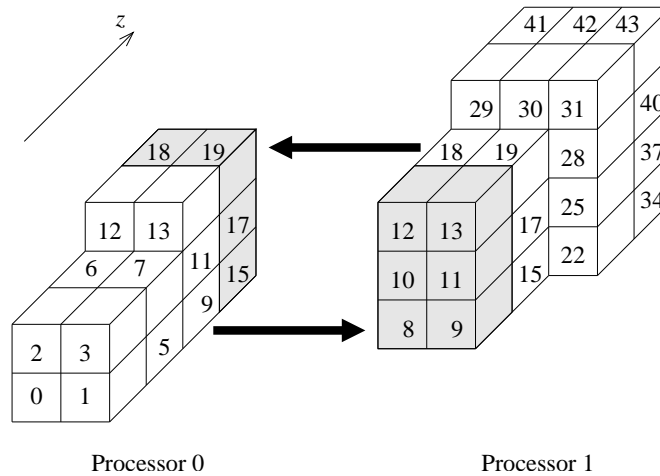 z
41 42 43
29 30 31 40
18 19 18 19 28 37
12 13 12 13 17 25 34
6 7 11 17 10 11 15 22
9 15
2 3 5 8 9
0 1
Processor 0 Processor 1